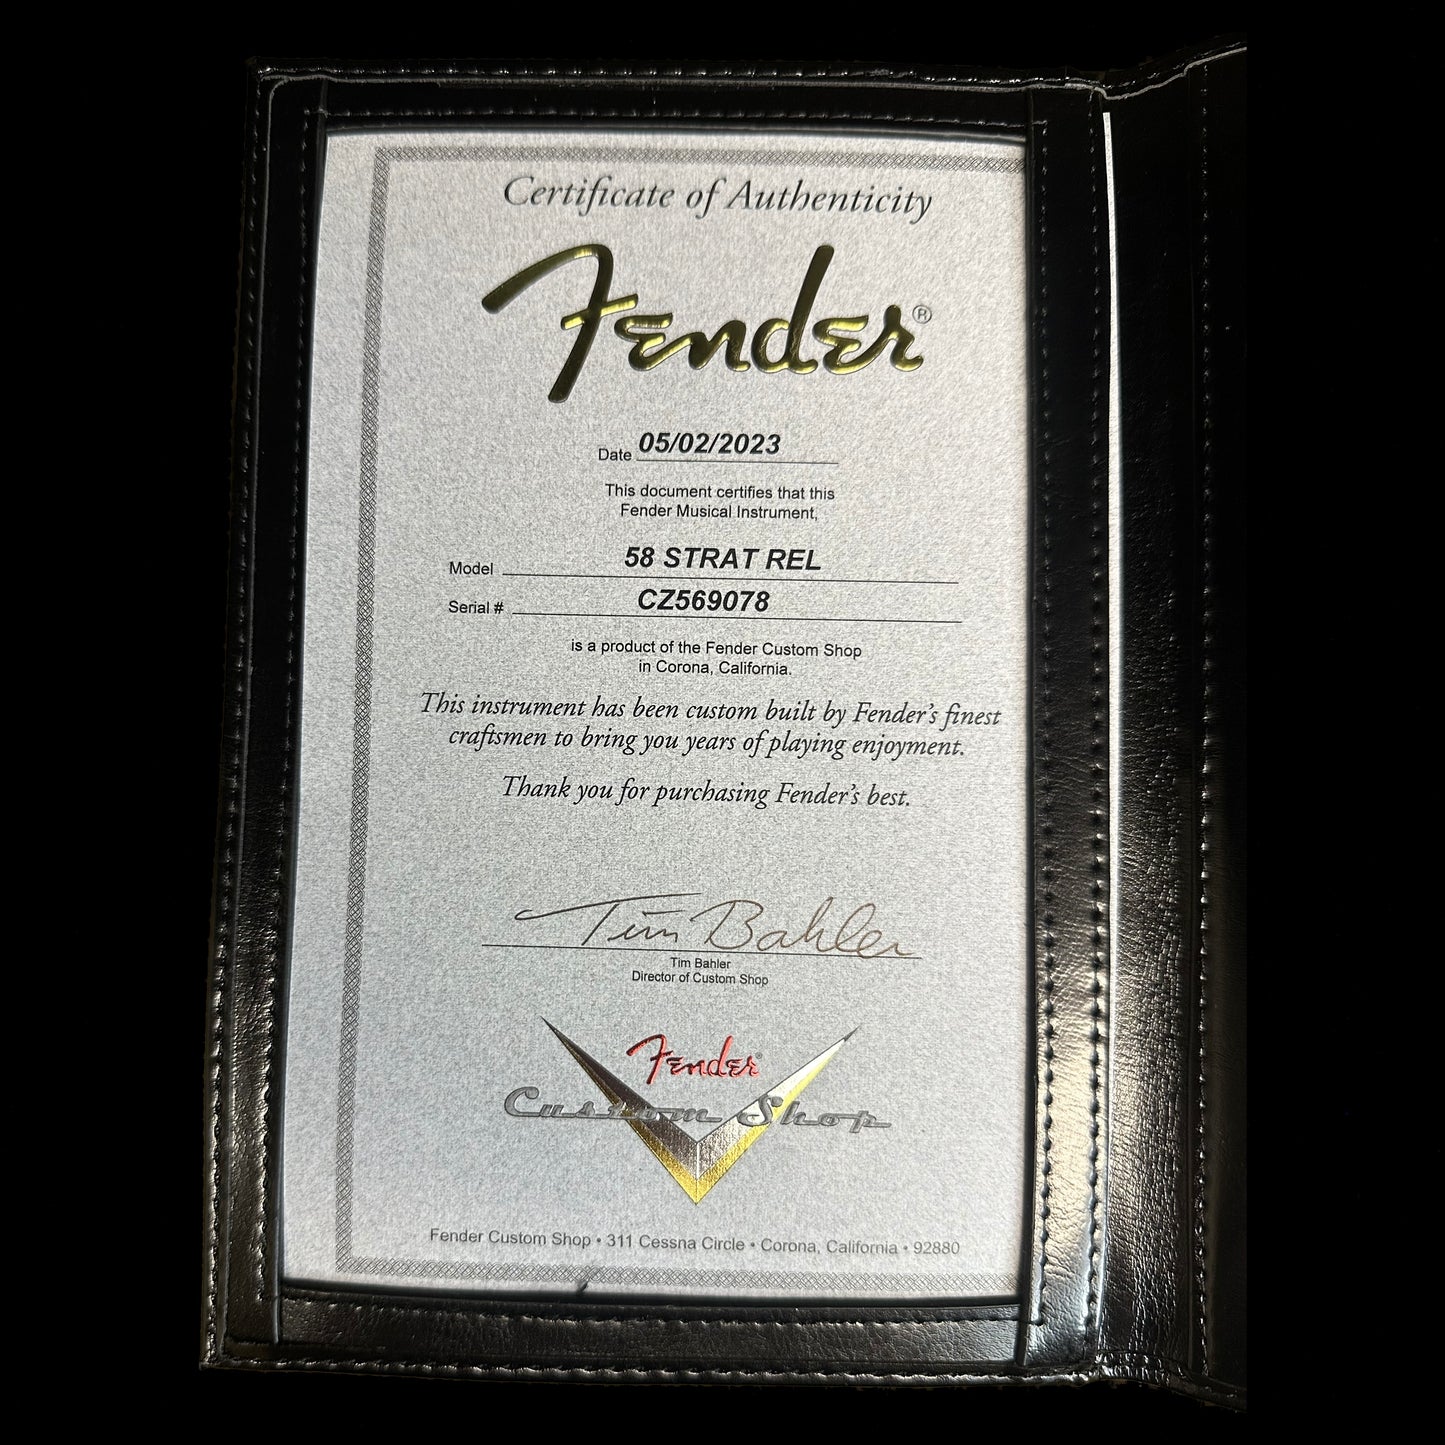 Certificate of Authenticity
Fender®
Date 05/02/2023
This document certifies that this
Fender Musical Instrument,
Model 58 STRAT REL
Serial # CZ569078
is a product of the Fender Custom Shop
in Corona, California.
This instrument has been custom built by Fender's finest
craftsmen to bring you years of playing enjoyment.
Thank you for purchasing Fender's best.
Tim Bahler
Tim Bahler
Director of Custom Shop
Fender®
Custom Shop
Fender Custom Shop • 311 Cessna Circle • Corona, California • 92880